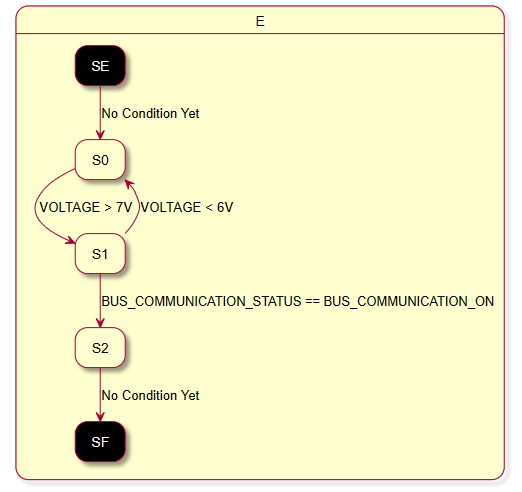 E
SE
No Condition Yet
S0
VOLTAGE > 7V
VOLTAGE < 6V
S1
BUS_COMMUNICATION_STATUS == BUS_COMMUNICATION_ON
S2
No Condition Yet
SF